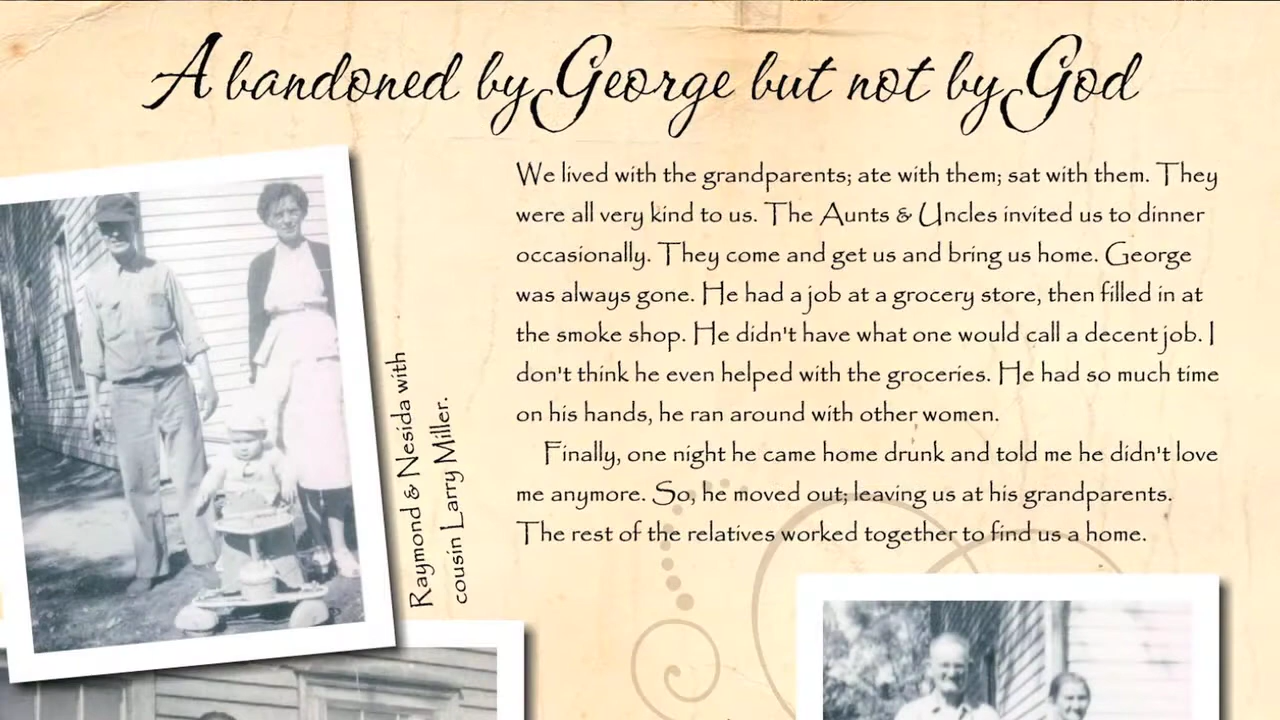 Abandoned by George but not by God
We lived with the grandparents; ate with them; sat with them. They
were all very kind to us. The Aunts & Uncles invited us to dinner
occasionally. They come and get us and bring us home. George
was always gone. He had a job at a grocery store, then filled in at
the smoke shop. He didn't have what one would call a decent job. I
don't think he even helped with the groceries. He had so much time
on his hands, he ran around with other women.
Finally, one night he came home drunk and told me he didn't love
me anymore. So, he moved out; leaving us at his grandparents.
The rest of the relatives worked together to find us a home.
Raymond & Nesida with
cousin Larry Miller.